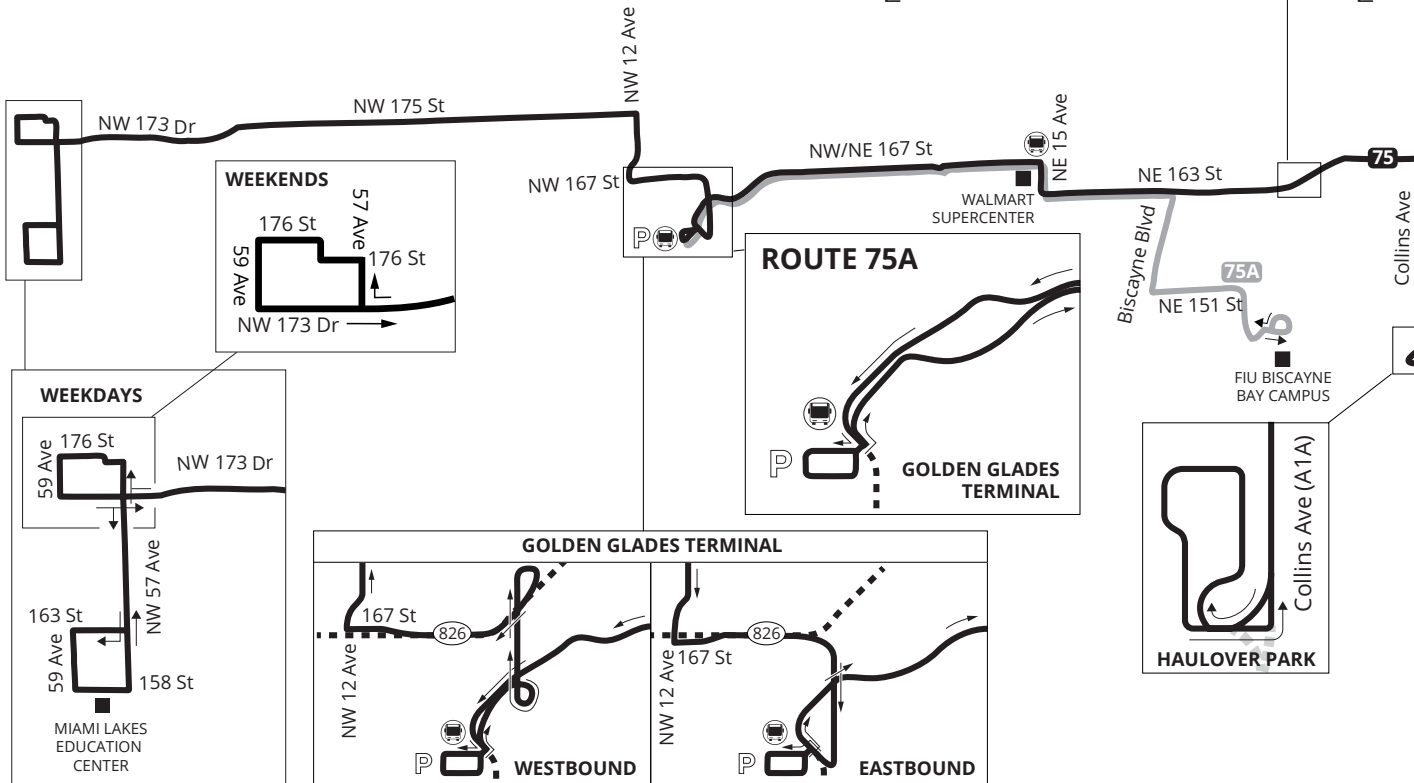 NW 12 Ave
NW 175 St
NW 173 Dr
NE 15 Ave
NW/NE 167 St
75
NE 163 St
WEEKENDS
NW 167 St
WALMART
SUPERCENTER
57 Ave
176 St
59 Ave
176 St
NW 173 Dr
P
ROUTE 75A
Biscayne Blvd
75A
NE 151 St
Collins Ave
FIU BISCAYNE
BAY CAMPUS
P
GOLDEN GLADES
TERMINAL
WEEKDAYS
176 St
59 Ave
NW 173 Dr
NW 57 Ave
163 St
59 Ave
158 St
MIAMI LAKES
EDUCATION
CENTER
GOLDEN GLADES TERMINAL
167 St
826
NW 12 Ave
P
WESTBOUND
826
167 St
NW 12 Ave
P
EASTBOUND
Collins Ave (A1A)
HAULOVER PARK